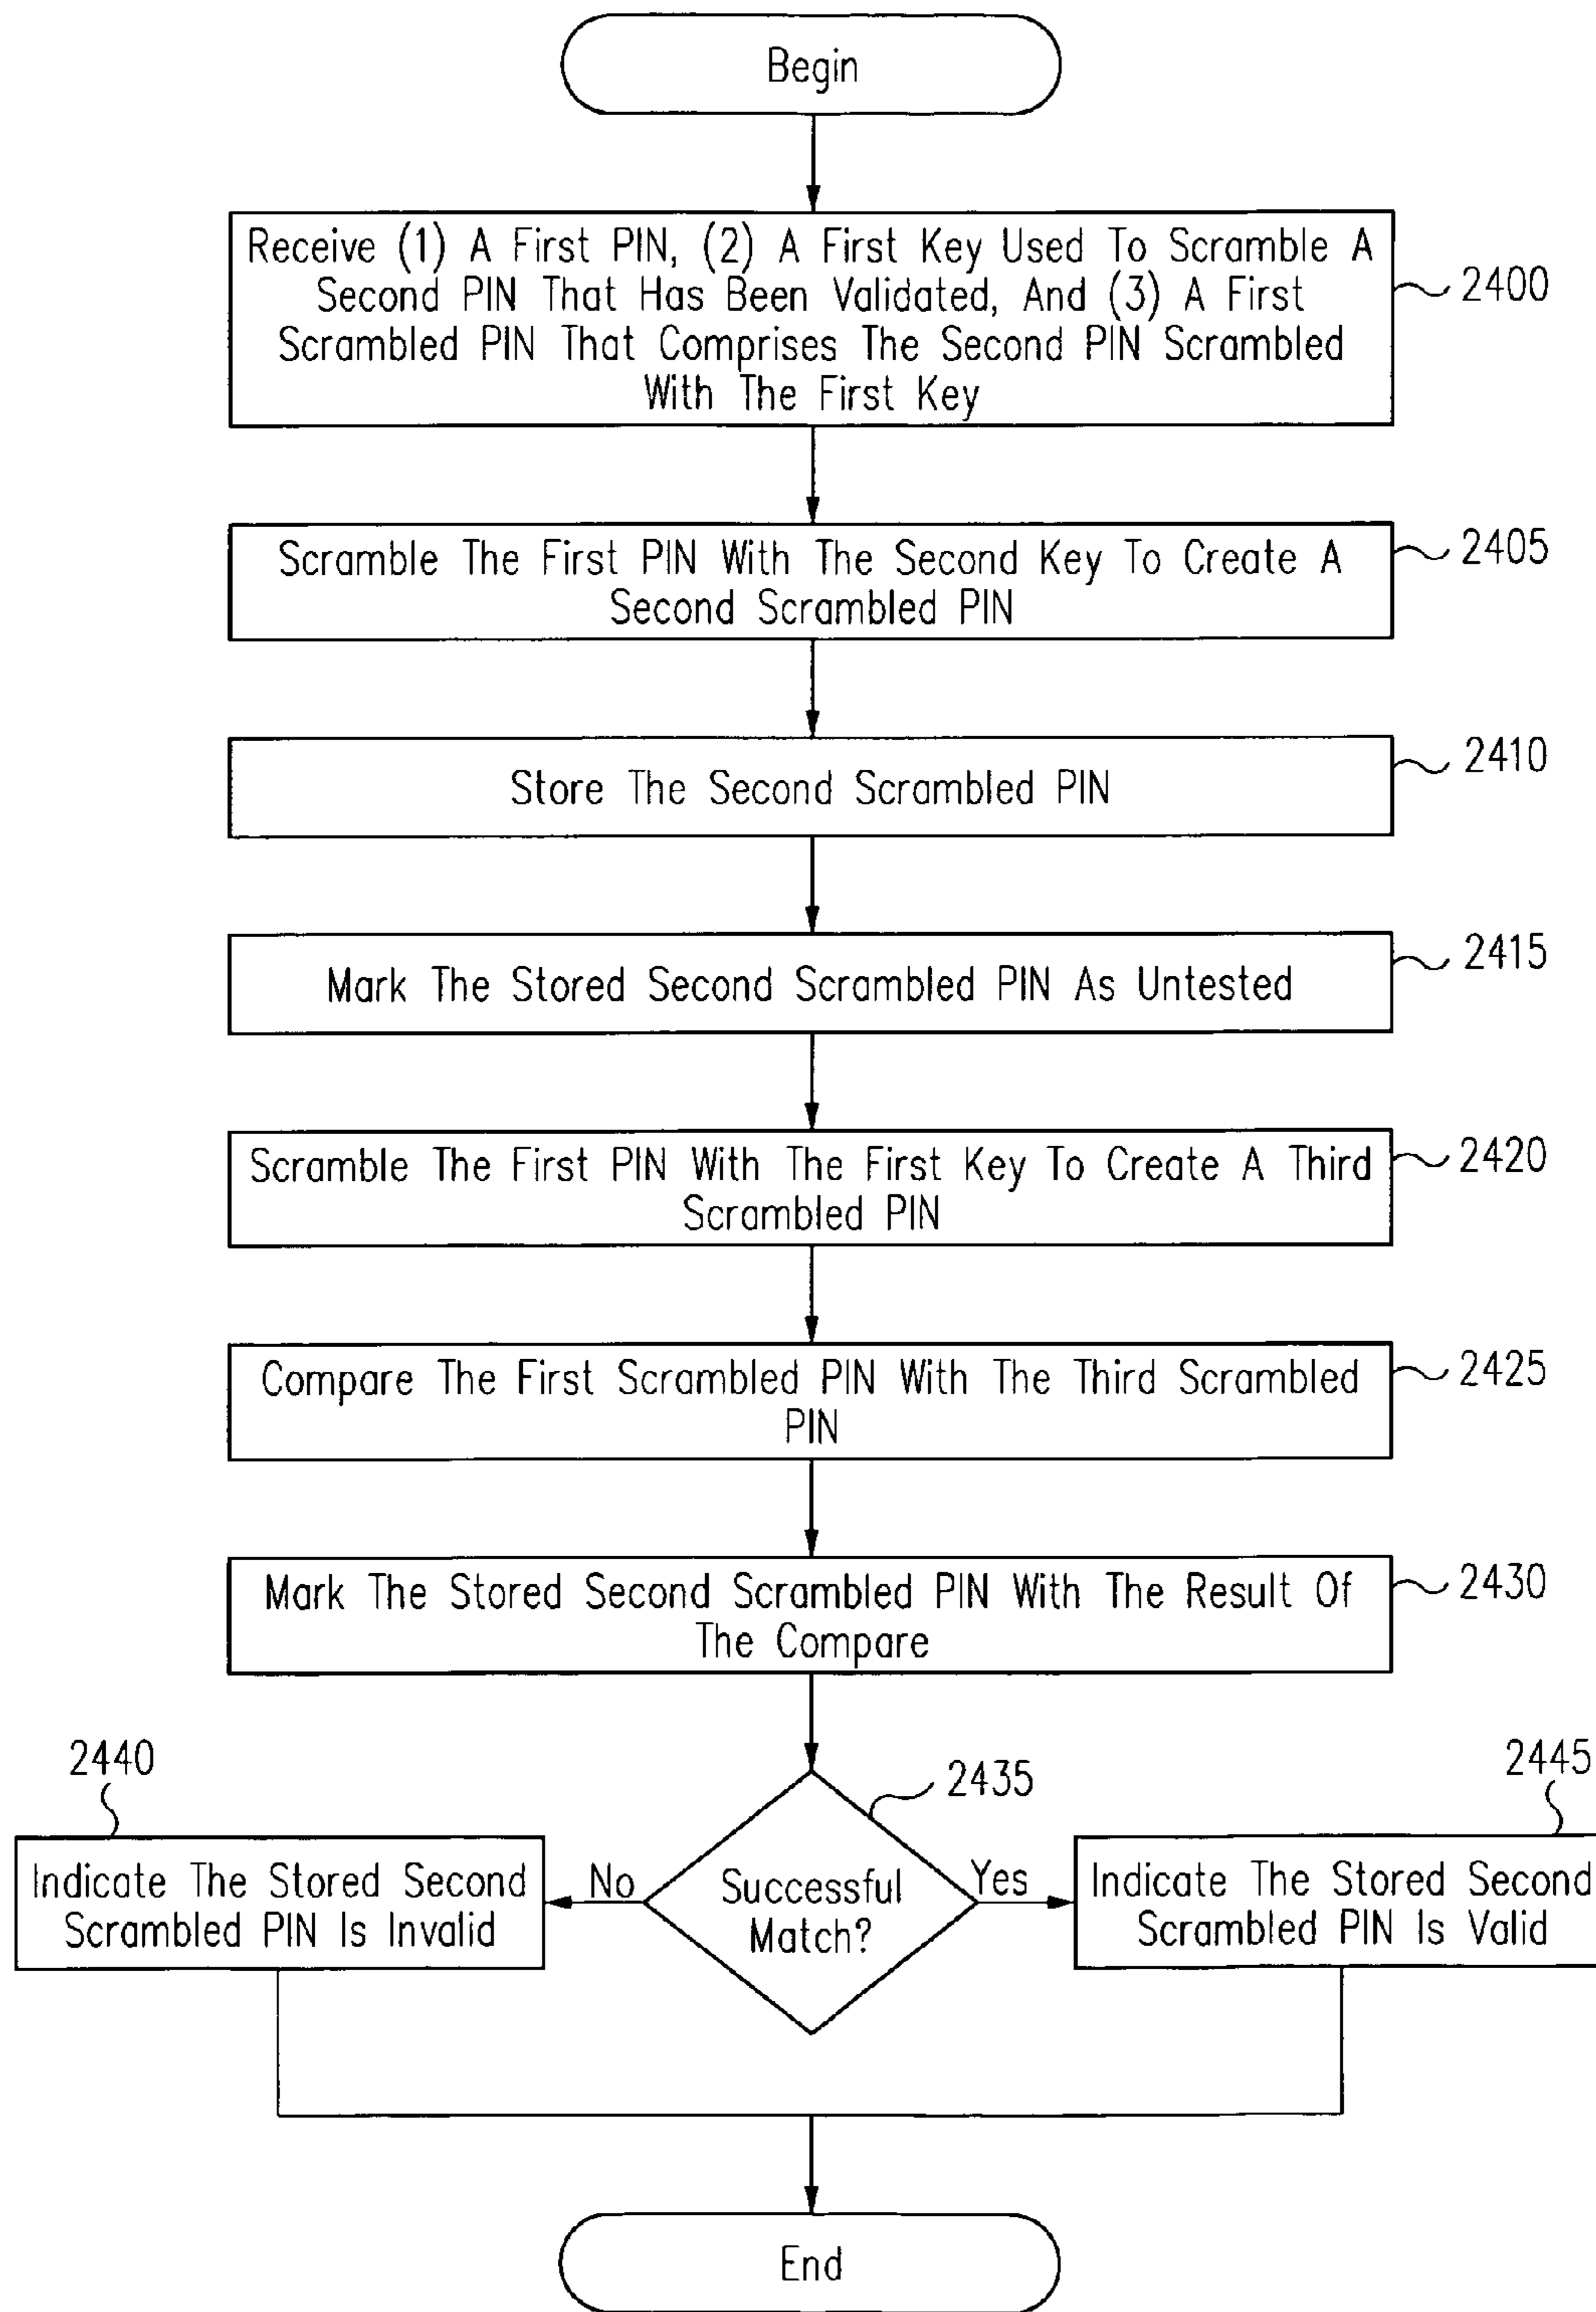 Begin
Receive (1) A First PIN, (2) A First Key Used To Scramble A
Second PIN That Has Been Validated, And (3) A First
Scrambled PIN That Comprises The Second PIN Scrambled
With The First Key
2400
Scramble The First PIN With The Second Key To Create A
Second Scrambled PIN
2405
Store The Second Scrambled PIN
2410
Mark The Stored Second Scrambled PIN As Untested
2415
Scramble The First PIN With The First Key To Create A Third
Scrambled PIN
2420
Compare The First Scrambled PIN With The Third Scrambled
PIN
2425
Mark The Stored Second Scrambled PIN With The Result Of
The Compare
2430
2440
2435
2445
Indicate The Stored Second
Scrambled PIN Is Invalid
No
Successful
Match?
Yes
Indicate The Stored Second
Scrambled PIN Is Valid
End